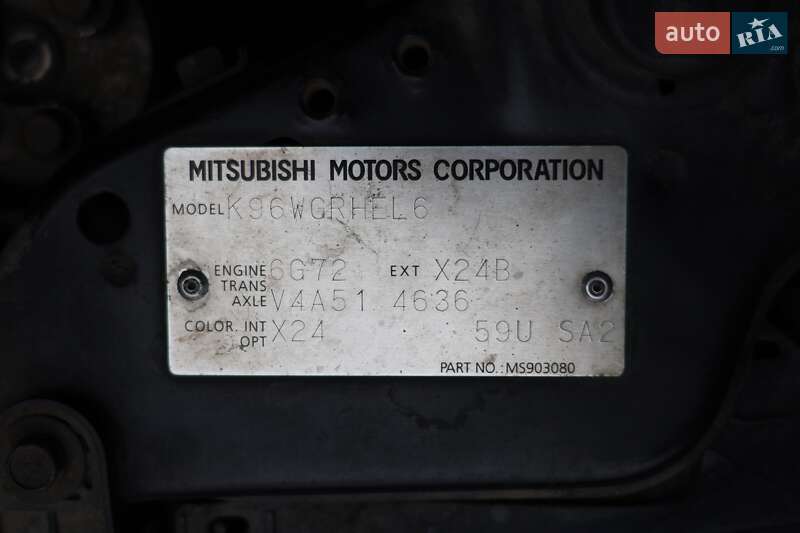 auto RIA.com
MITSUBISHI MOTORS CORPORATION
MODEL K96WGRHEL6
ENGINE 6G72 EXT X24B
TRANS
AXLE V4A51 4636
COLOR. INT X24 59U SA2
OPT
PART NO.: MS903080